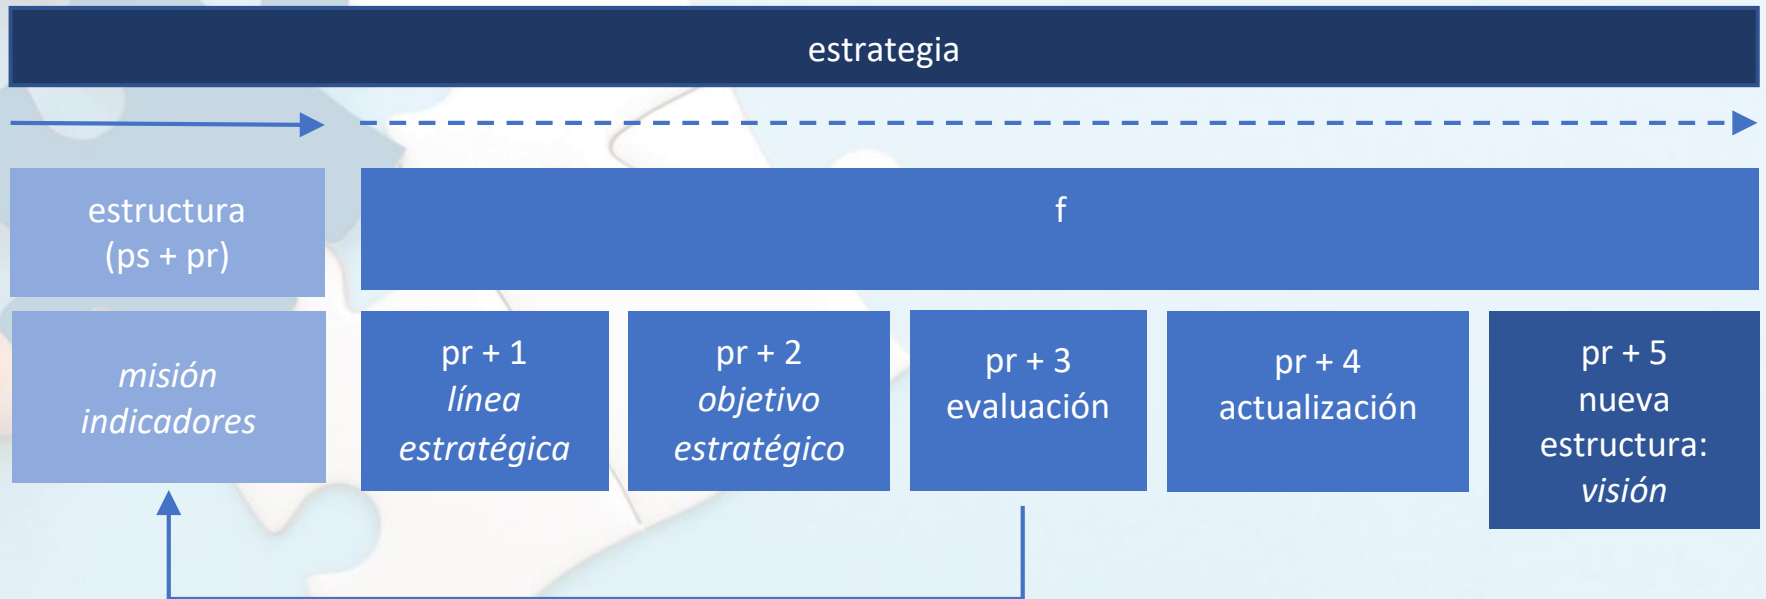 estrategia
estructura
(ps + pr)
f
misión
indicadores
pr + 1
línea
estratégica
pr + 2
objetivo
estratégico
pr + 3
evaluación
pr + 4
actualización
pr + 5
nueva
estructura:
visión